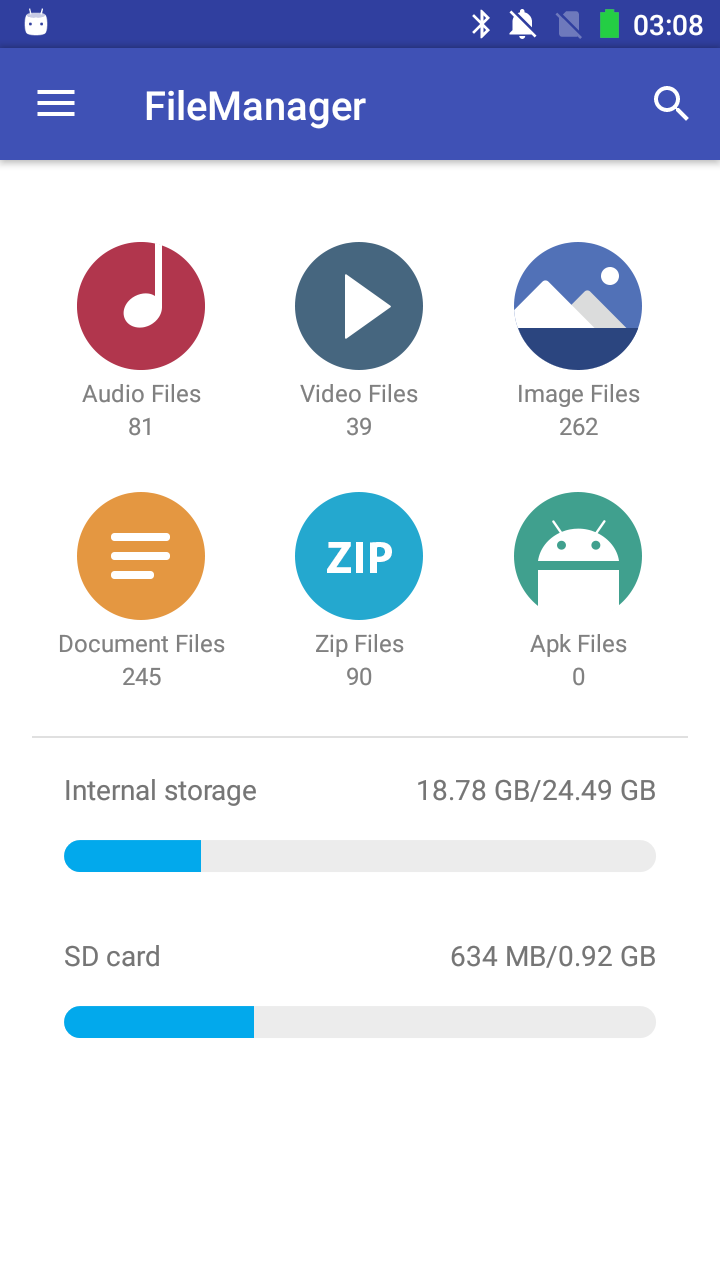 03:08
FileManager
Audio Files
81
Video Files
39
Image Files
262
Document Files
245
ZIP
Zip Files
90
Apk Files
0
Internal storage 18.78 GB/24.49 GB
SD card 634 MB/0.92 GB